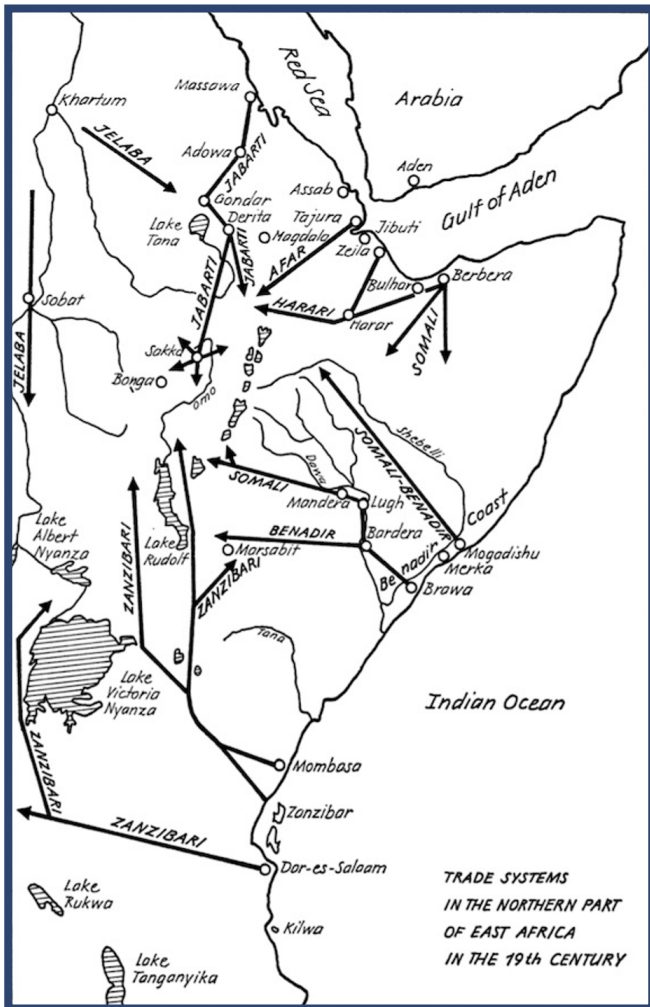 Red Sea
Arabia
Massawa
Khartum
JELABA
Adowa
JABARTI
Aden
Assab
Gulf of Aden
Gondar
Derita
Tajura
Jibuti
Lake
Tana
Magdala
Zeila
AFAR
JABARTI
JABARTI
Bulhar
Berbera
HARARI
Harar
SOMALI
Sobat
JELABA
Sakka
Bonga
Omo
Shebelli
SOMALI-BENADIR
SOMALI
Dawa
Mandera
Lugh
Coast
Lake
Albert
Nyanza
ZANZIBARI
Lake
Rudolf
BENADIR
Bardera
Marsabit
Benadir
Mogadishu
Merka
ZANZIBARI
Brawa
Tana
Lake
Victoria
Nyanza
Indian Ocean
ZANZIBARI
Mombasa
Zanzibar
ZANZIBARI
Dar-es-Salaam
Lake
Rukwa
Kilwa
Lake
Tanganyika
TRADE SYSTEMS
IN THE NORTHERN PART
OF EAST AFRICA
IN THE 19th CENTURY